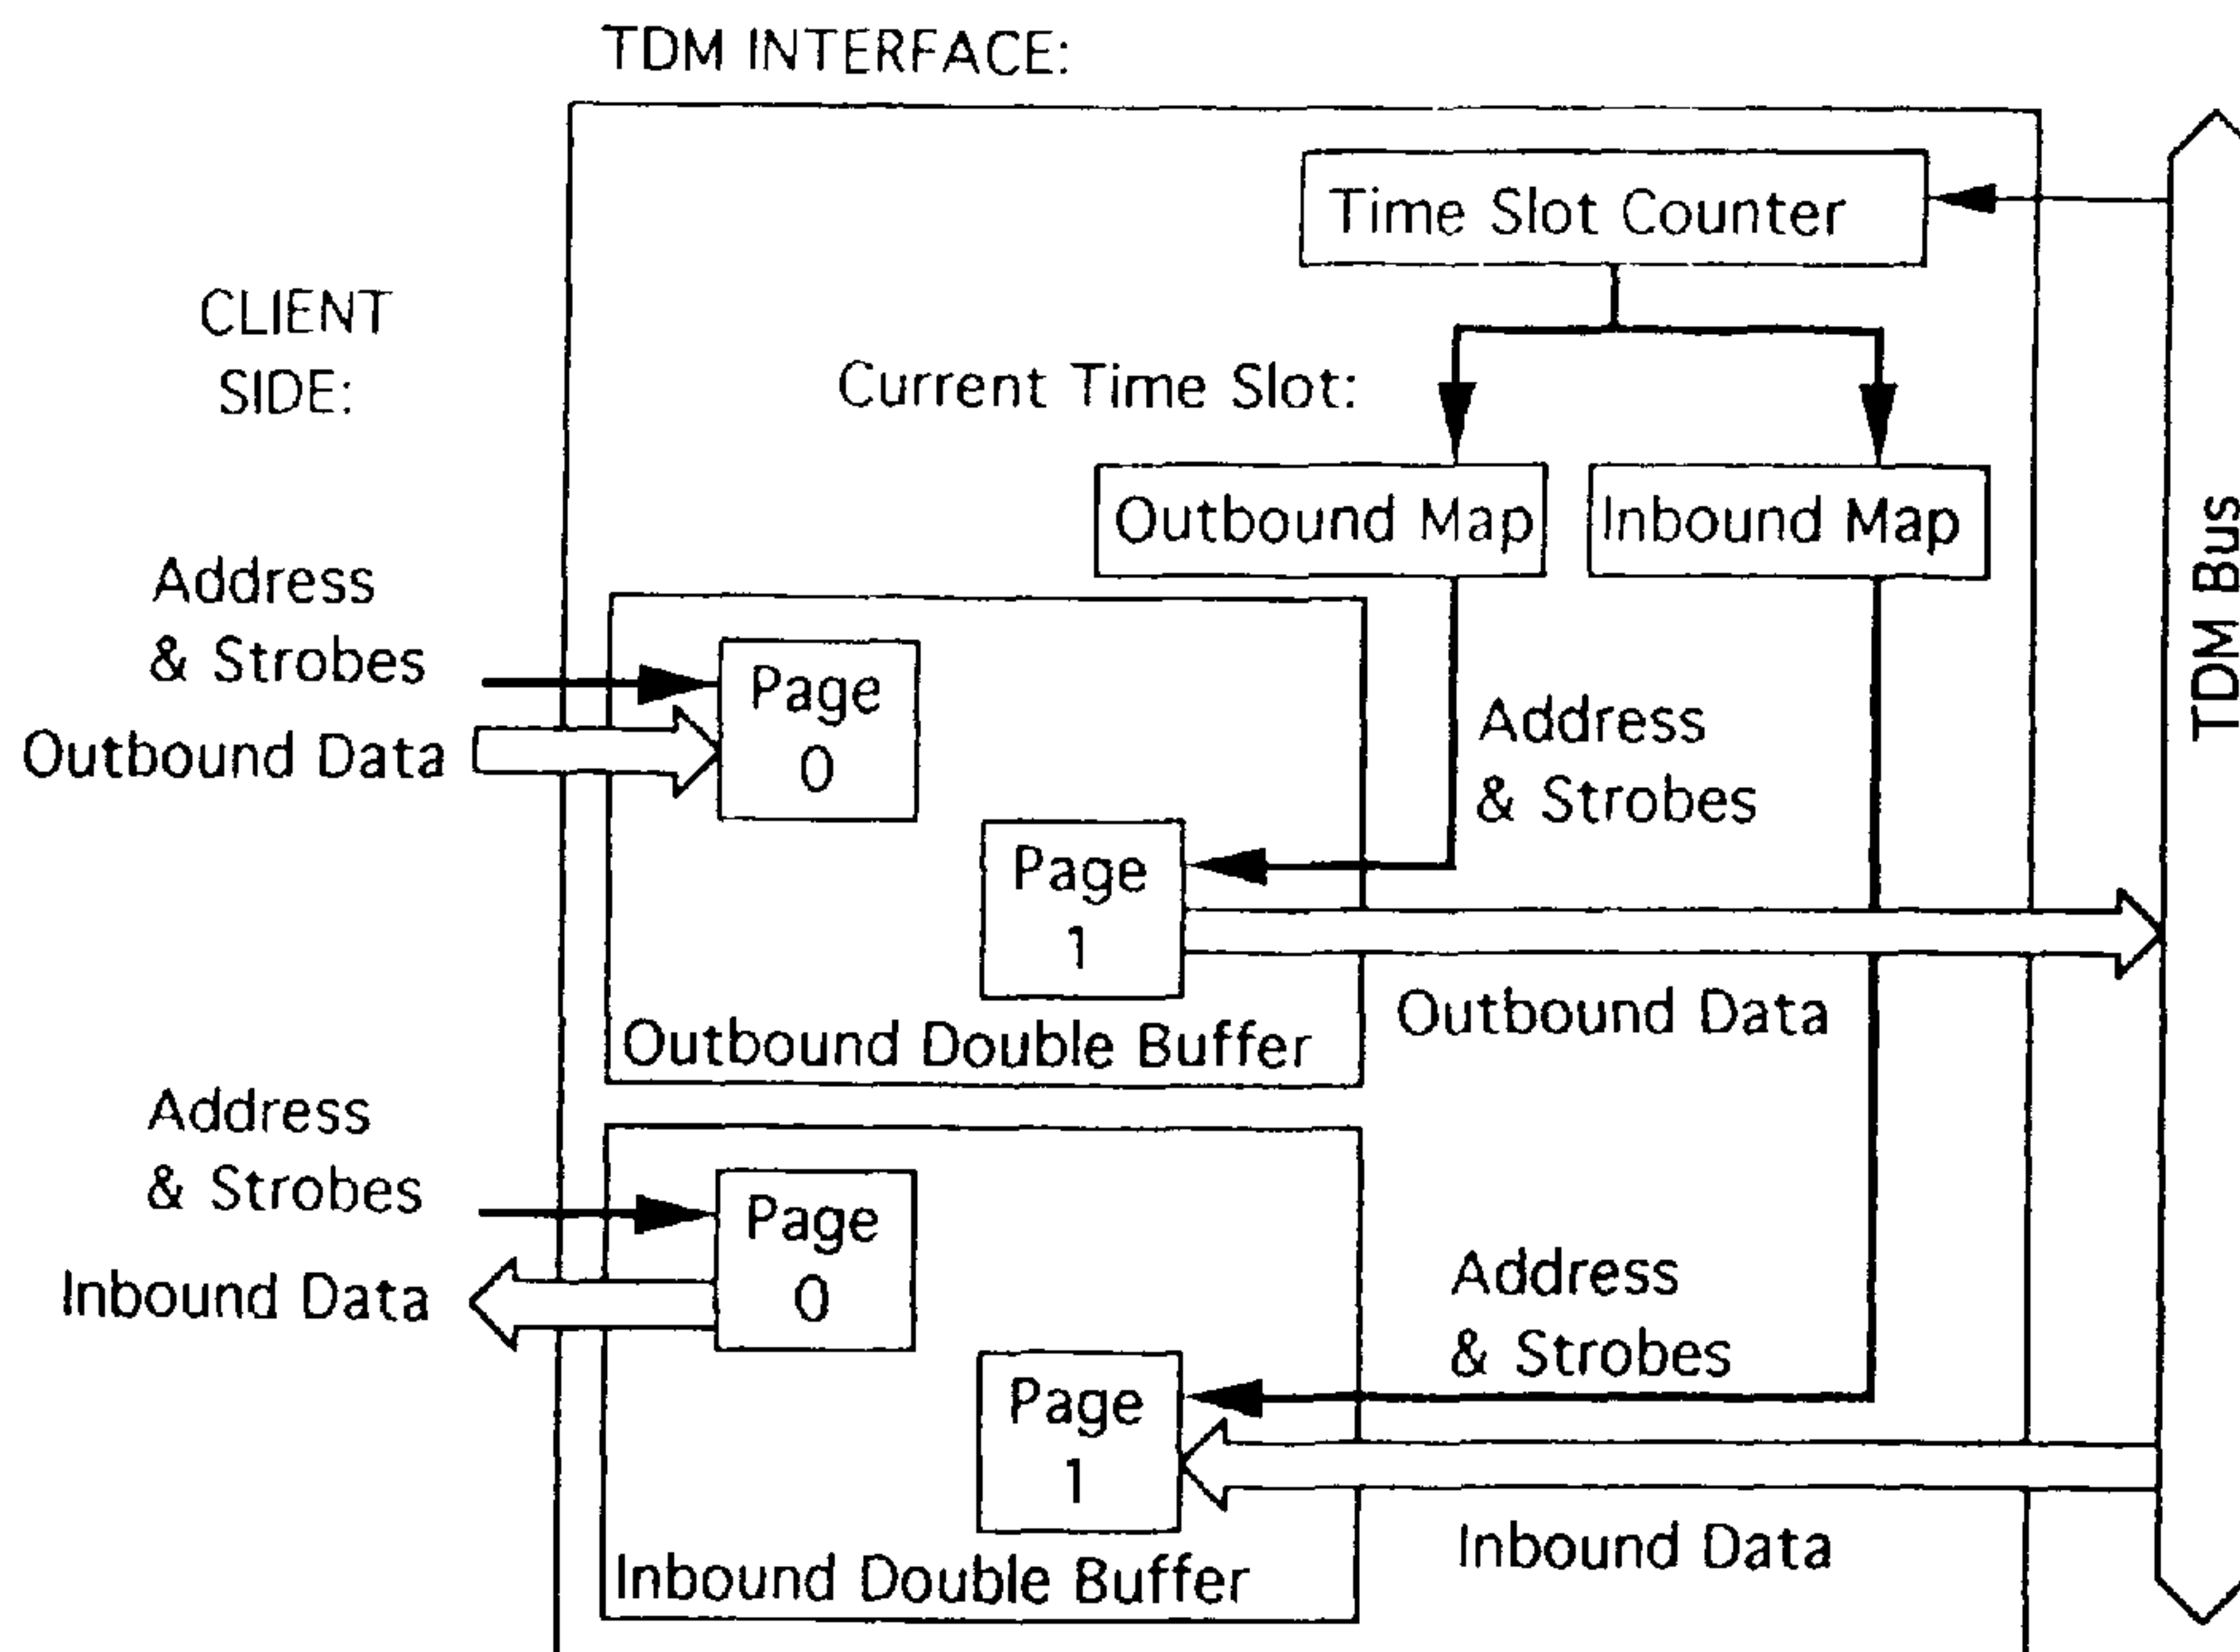 TDM INTERFACE:
Time Slot Counter
CLIENT
SIDE:
Current Time Slot:
Outbound Map
Inbound Map
TDM Bus
Address
& Strobes
Outbound Data
Page
0
Address
& Strobes
Page
1
Outbound Data
Outbound Double Buffer
Address
& Strobes
Inbound Data
Page
0
Address
& Strobes
Page
1
Inbound Data
Inbound Double Buffer